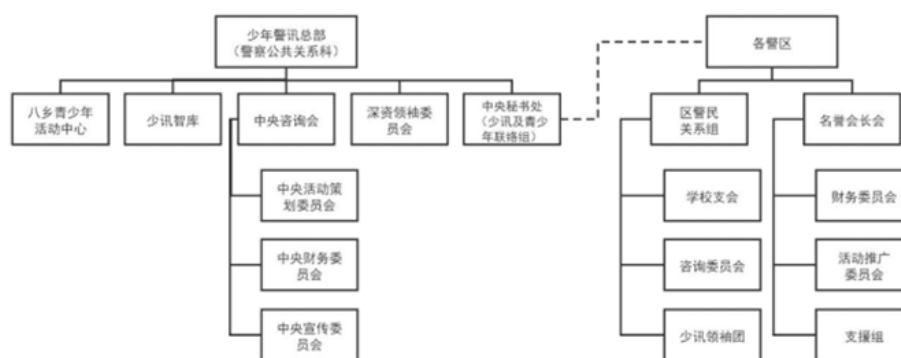 少年警讯总部
（警察公共关系科）
各警区
八乡青少年
活动中心
少讯智库
中央咨询会
深资领袖委
员会
中央秘书处
（少讯及青少
年联络组）
区警民
关系组
名誉会长会
中央活动策
划委员会
中央财务委
员会
中央宣传委
员会
学校支会
咨询委员会
少讯领袖团
财务委员会
活动推广
委员会
支援组